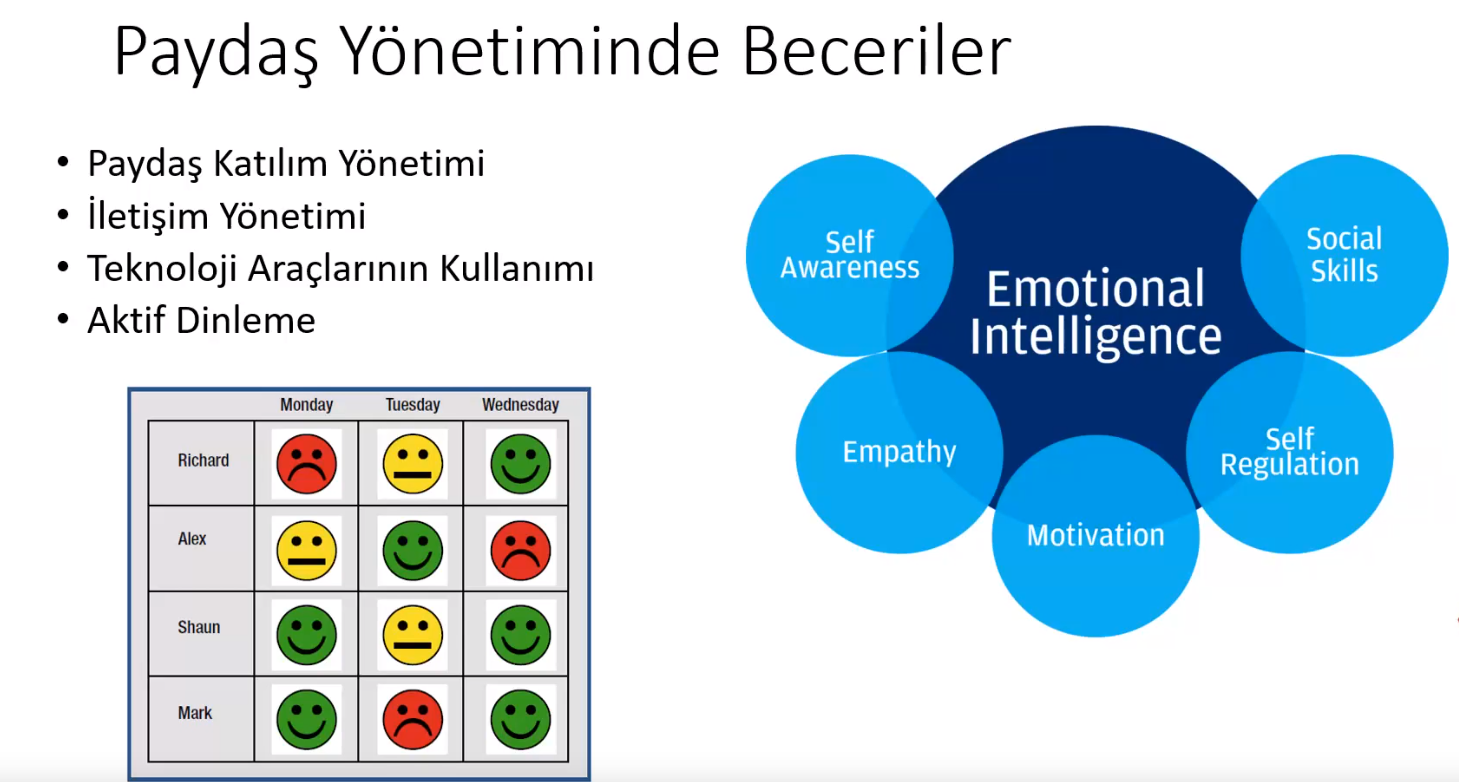 Paydaş Yönetiminde Beceriler
• Paydaş Katılım Yönetimi
• İletişim Yönetimi
• Teknoloji Araçlarının Kullanımı
• Aktif Dinleme
Monday Tuesday Wednesday
Richard
Alex
Shaun
Mark
Emotional
Intelligence
Self
Awareness
Empathy
Motivation
Self
Regulation
Social
Skills